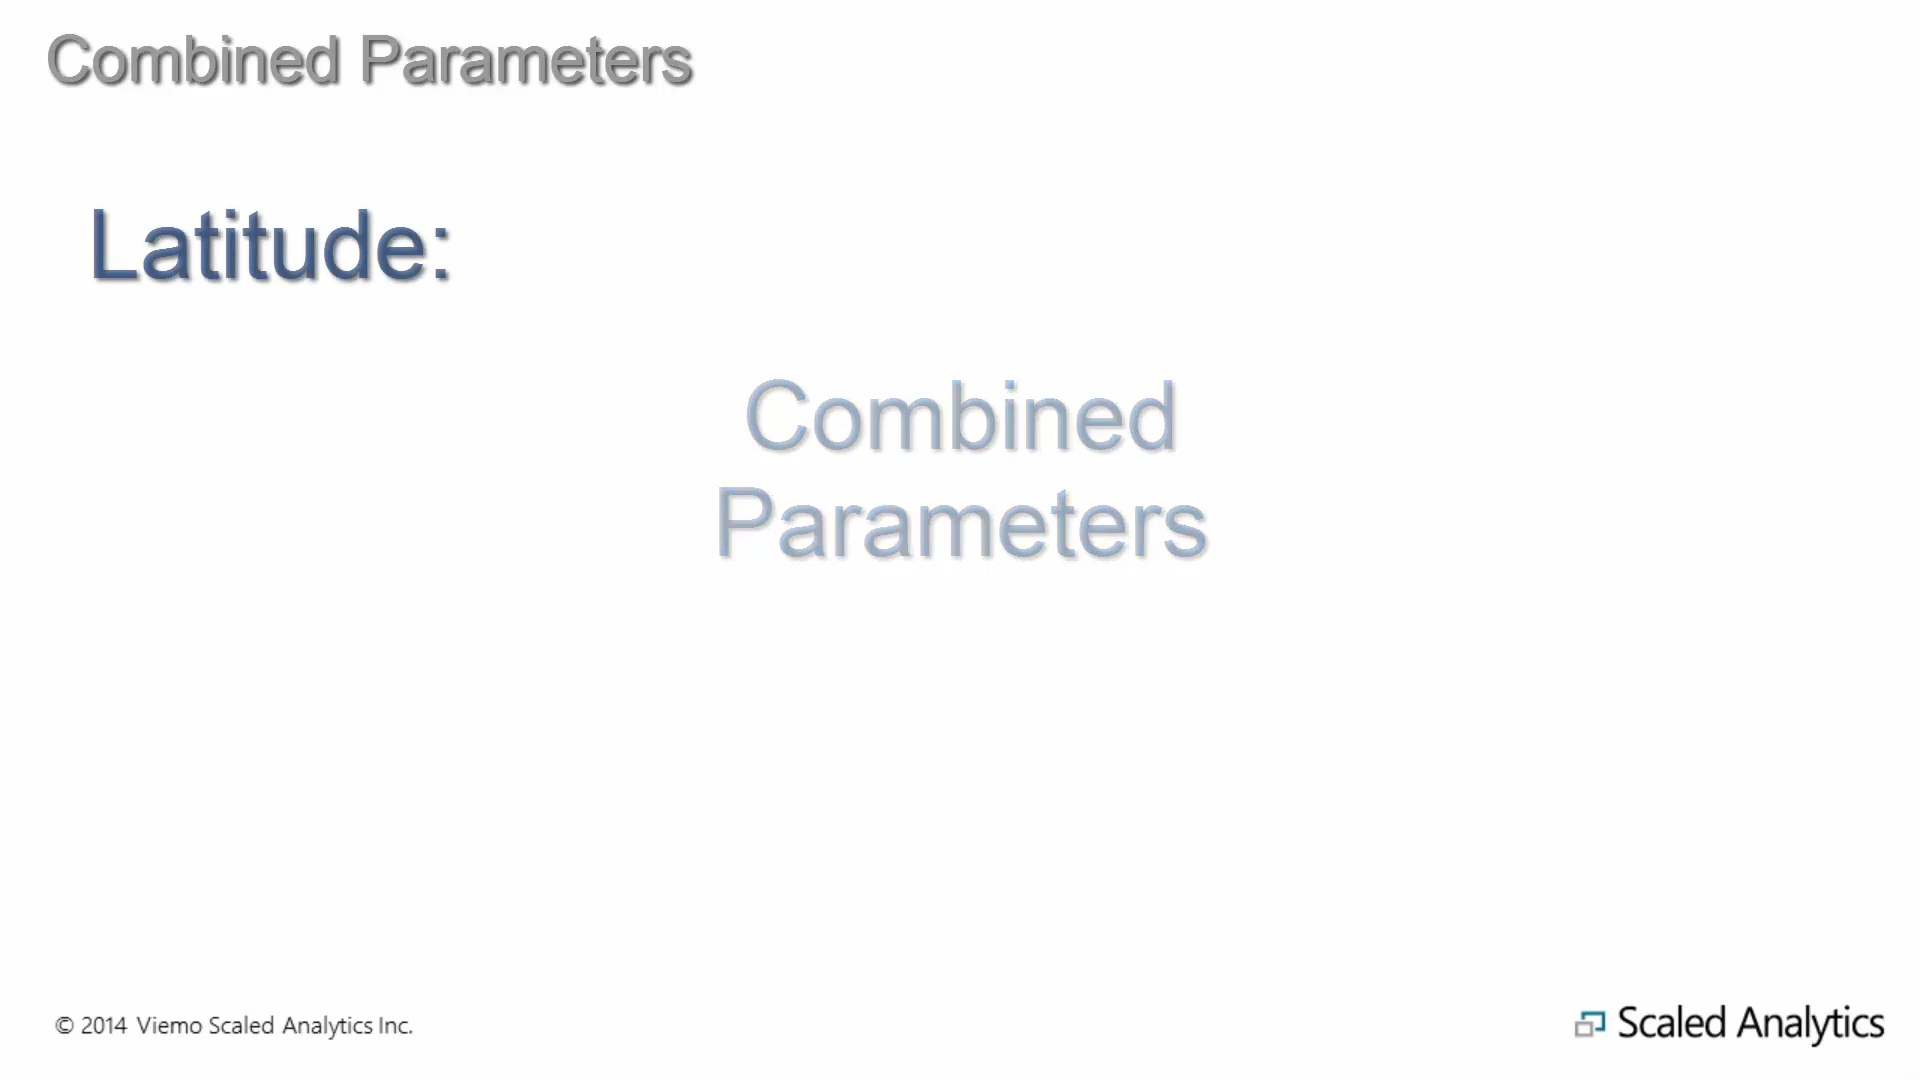 Combined Parameters
Latitude:
Combined
Parameters
© 2014 Viemo Scaled Analytics Inc.
Scaled Analytics